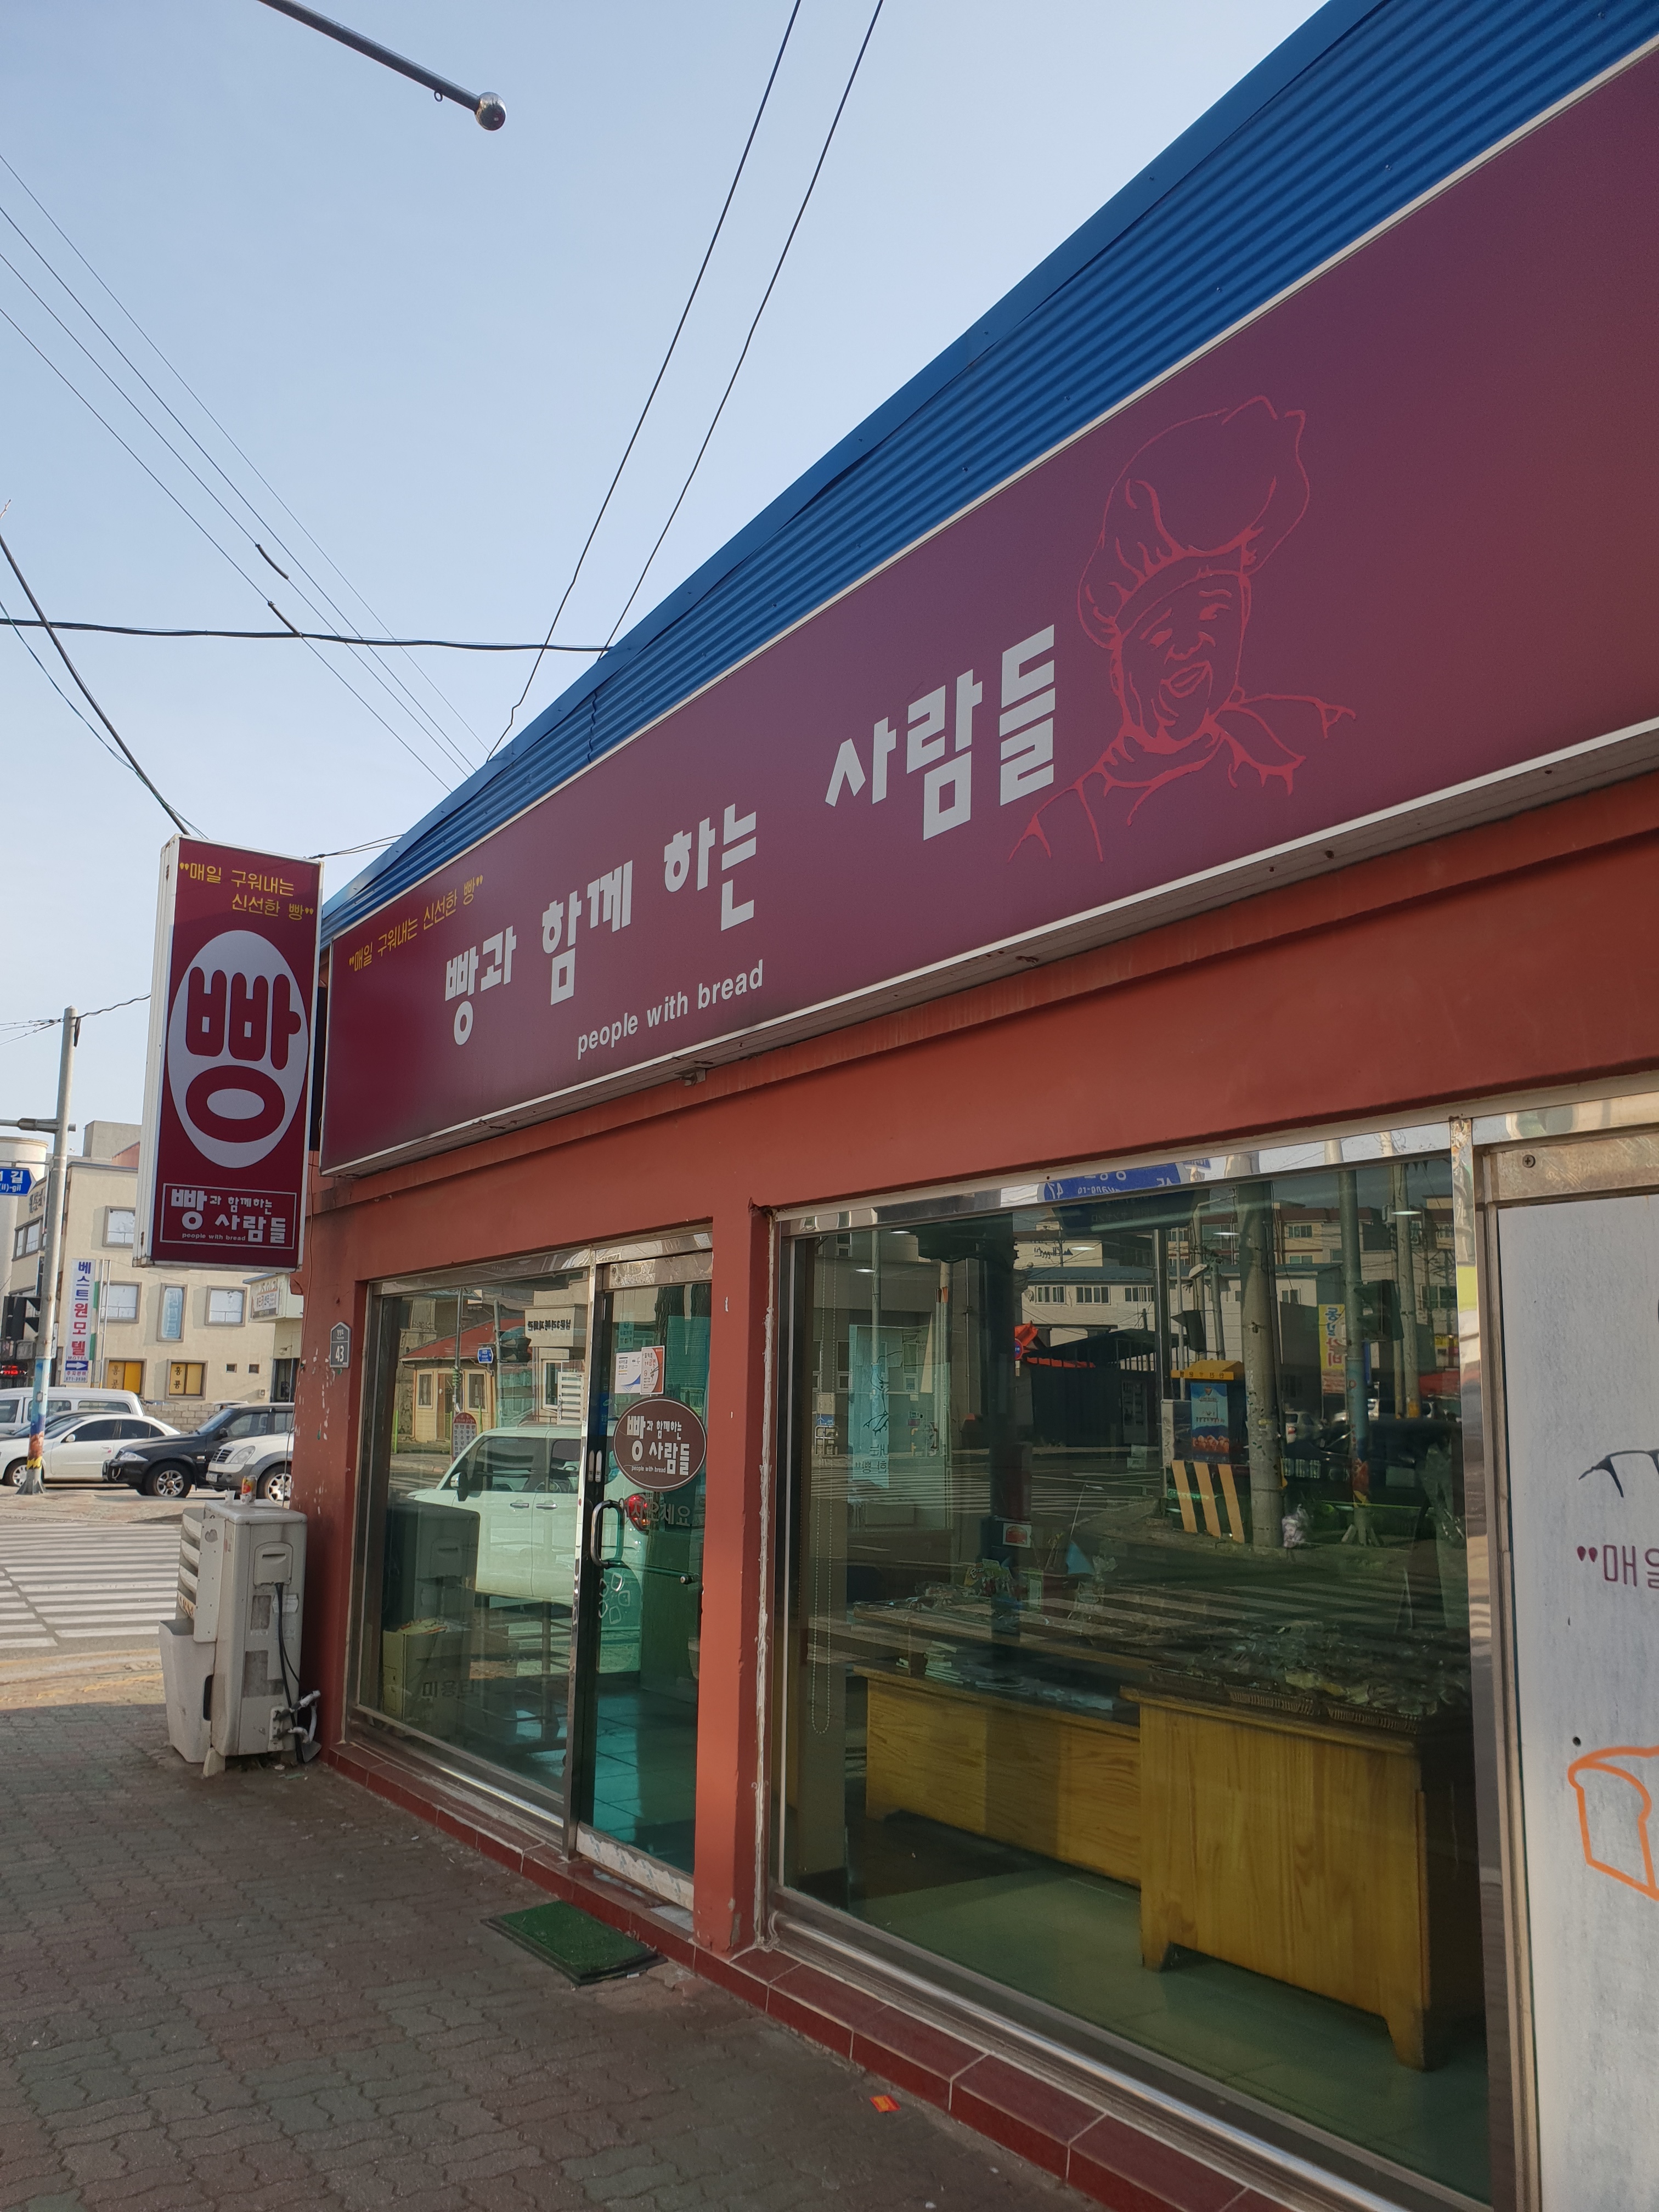 "매일 구워내는
신선한 빵"
빵
빵과 함께하는
사람들
people with bread
"매일 구워내는 신선한 빵"
빵과 함께 하는 사람들
people with bread
베스트원모텔
43
빵과 함께하는
사람들
people with bread
"매일